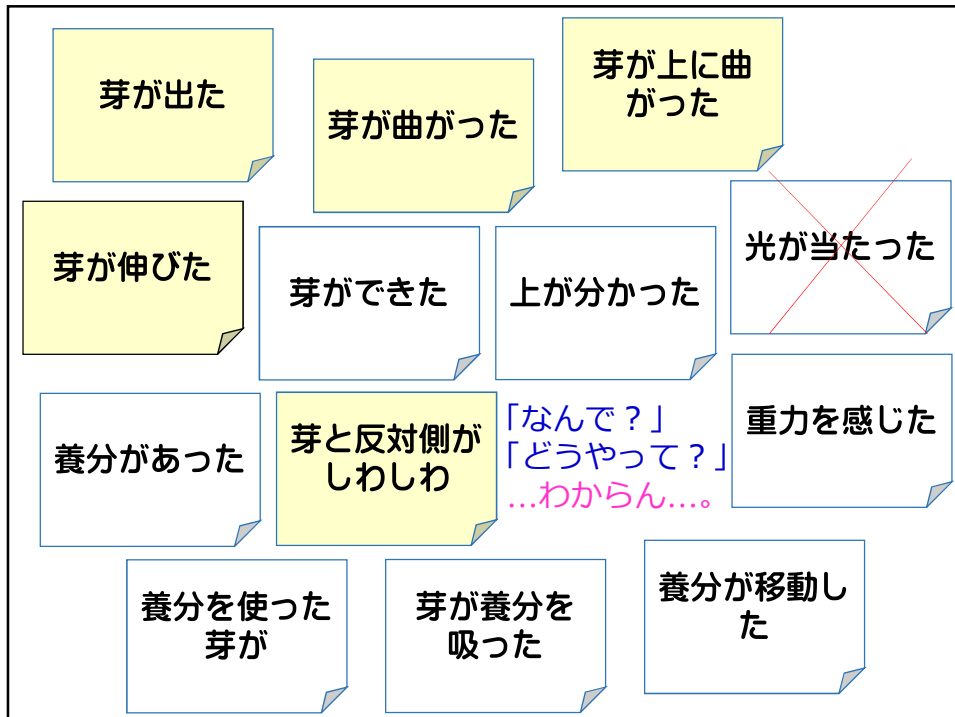 芽が出た
芽が曲がった
芽が上に曲
がった
芽が伸びた
芽ができた
上が分かった
光が当たった
養分があった
芽と反対側が
しわしわ
「なんで？」
「どうやって？」
…わからん…。
重力を感じた
養分を使った
芽が
芽が養分を
吸った
養分が移動し
た